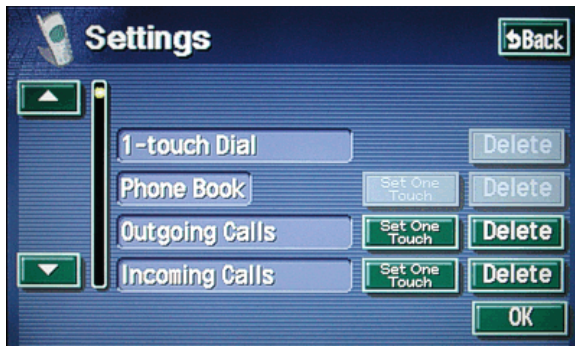 Settings
Back
1-touch Dial
Delete
Phone Book
Set One
Touch
Delete
Outgoing Calls
Set One
Touch
Delete
Incoming Calls
Set One
Touch
Delete
OK